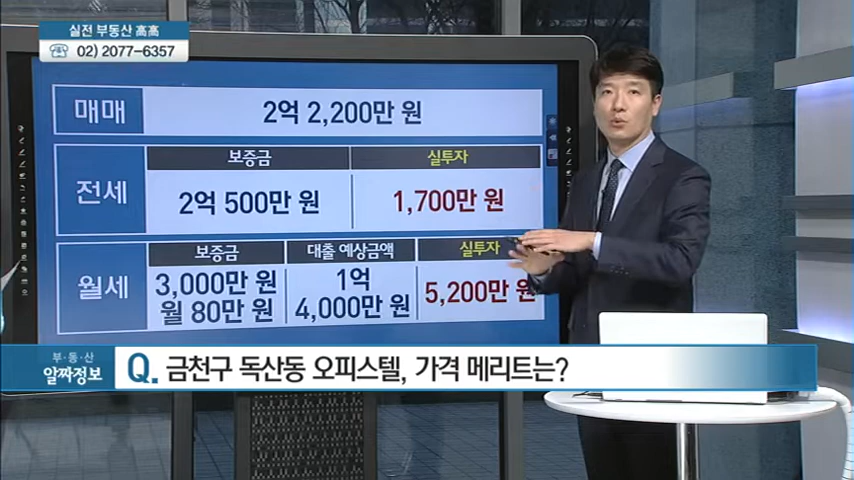 실전 부동산 高高
02) 2077-6357
매매
2억 2,200만 원
전세
보증금
실투자
2억 500만 원
1,700만 원
월세
보증금
대출 예상금액
실투자
3,000만 원
월 80만 원
1억
4,000만 원
5,200만 원
부·동·산
알짜정보
Q. 금천구 독산동 오피스텔, 가격 메리트는?